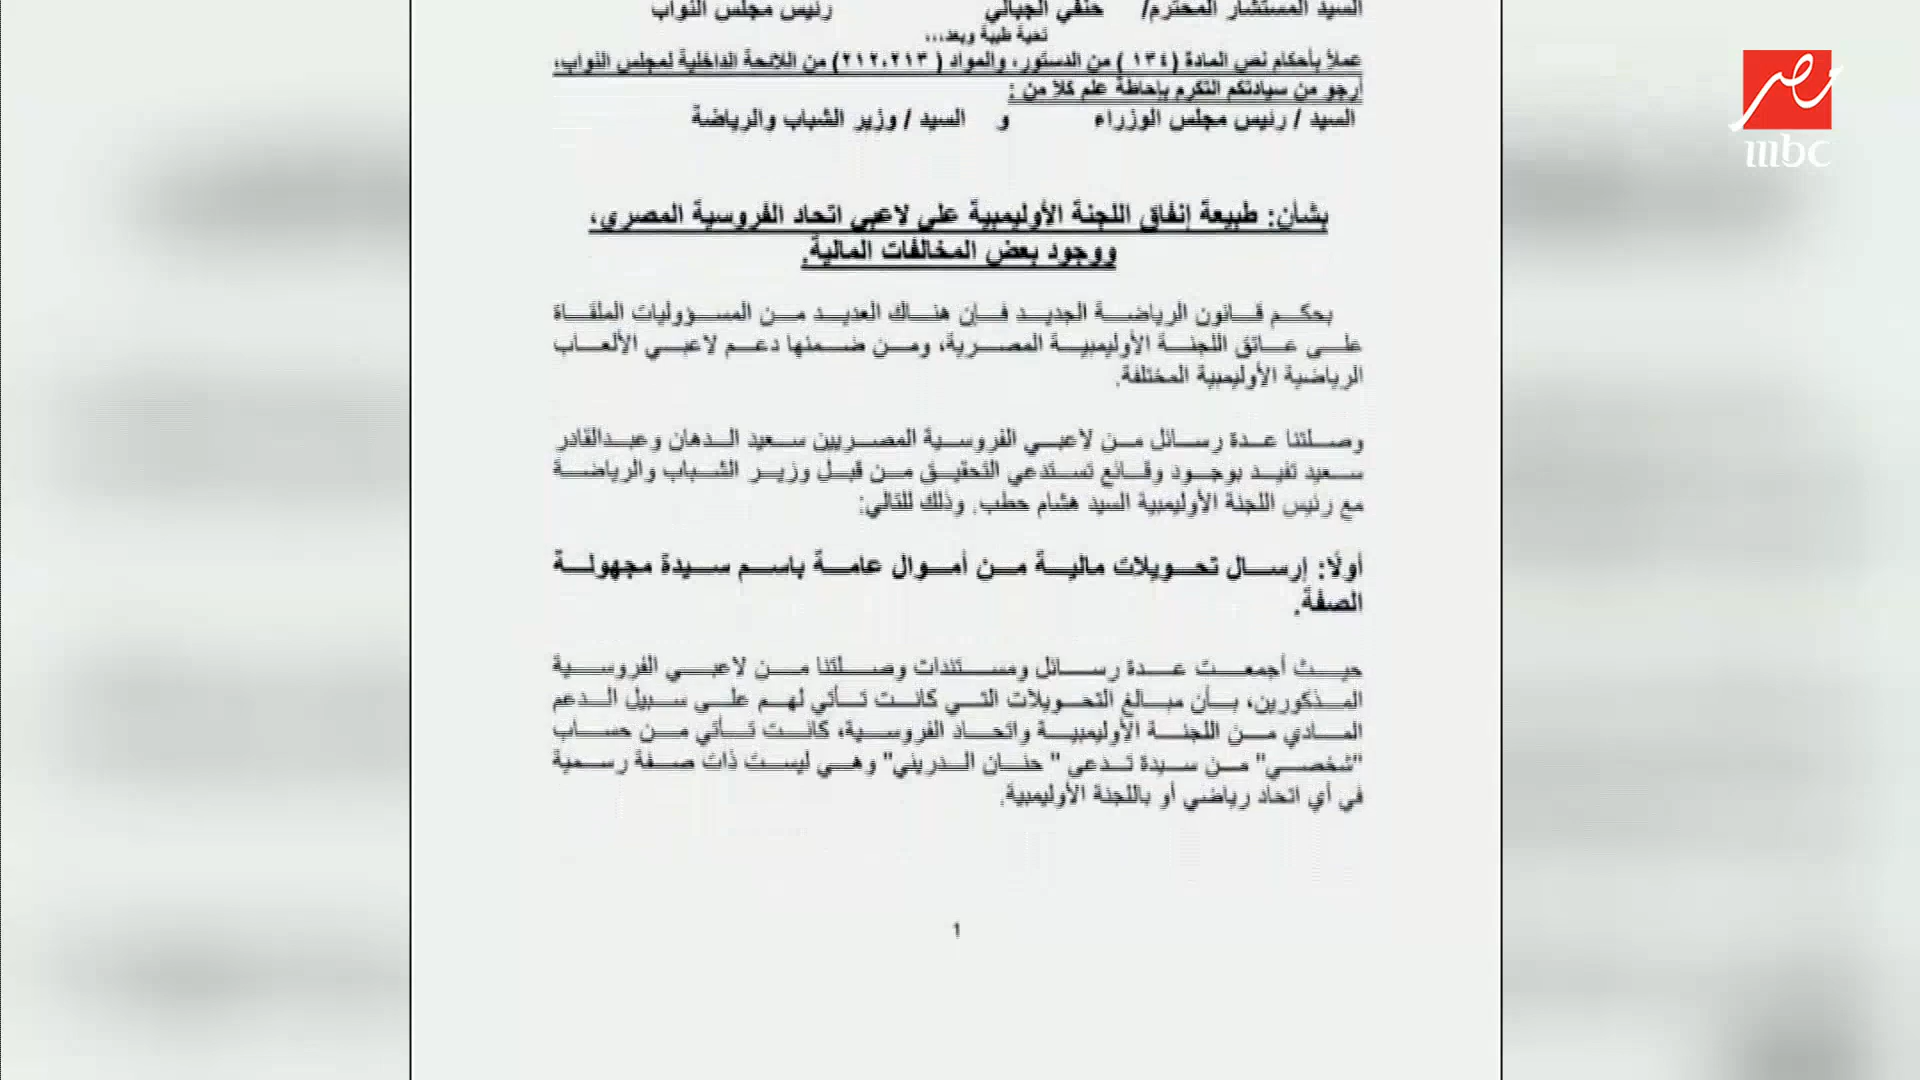 السيد المستشار المحترم/ حنفي الجبالي رئيس مجلس النواب
تحية طيبة وبعد...
عملاً بأحكام نص المادة (١٣٤ ) من الدستور، والمواد ( ٢١٢،٢١٣) من اللائحة الداخلية لمجلس النواب،
أرجو من سيادتكم التكرم بإحاطة علم كلا من :
السيد / رئيس مجلس الوزراء و السيد / وزير الشباب والرياضة
بشأن: طبيعة إنفاق اللجنة الأوليمبية على لاعبي اتحاد الفروسية المصري،
ووجود بعض المخالفات المالية.
بحكم قانون الرياضة الجديد فإن هناك العديد من المسؤوليات الملقاة
على عاتق اللجنة الأوليمبية المصرية، ومن ضمنها دعم لاعبي الألعاب
الرياضية الأوليمبية المختلفة.
وصلتنا عدة رسائل من لاعبي الفروسية المصريين سعيد الدهان وعبدالقادر
سعيد تفيد بوجود وقائع تستدعي التحقيق من قبل وزير الشباب والرياضة
مع رئيس اللجنة الأوليمبية السيد هشام حطب. وذلك للتالي:
أولًا: إرسال تحويلات مالية من أموال عامة باسم سيدة مجهولة
الصفة.
حيث أجمعت عدة رسائل ومستندات وصلتنا من لاعبي الفروسية
المذكورين، بأن مبالغ التحويلات التي كانت تأتي لهم على سبيل الدعم
المادي من اللجنة الأوليمبية واتحاد الفروسية، كانت تأتي من حساب
"شخصي" من سيدة تدعى " حنان الدريني" وهي ليست ذات صفة رسمية
في أي اتحاد رياضي أو باللجنة الأوليمبية.
1
مصر
mbc